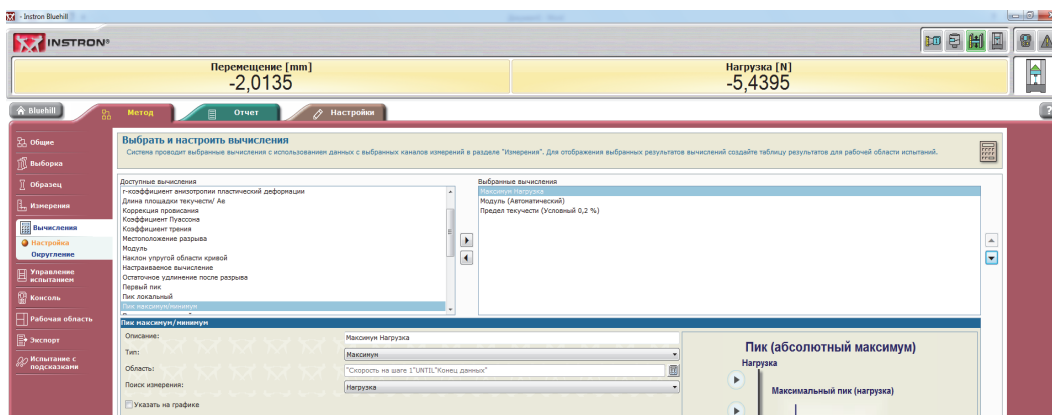 - Instron Bluehill
INSTRON®
Перемещение [mm]
-2,0135
Нагрузка [N]
-5,4395
Bluehill
Метод
Отчет
Настройки
?
Общие
Выборка
Образец
Измерения
Вычисления
Настройка
Округление
Управление испытанием
Консоль
Рабочая область
Экспорт
Испытание с подсказками
Выбрать и настроить вычисления
Система проводит выбранные вычисления с использованием данных с выбранных каналов измерений в разделе "Измерения". Для отображения выбранных результатов вычислений создайте таблицу результатов для рабочей области испытаний.
Доступные вычисления
r-коэффициент анизотропии пластический деформации
Длина площадки текучести/ Ae
Коррекция провисания
Коэффициент Пуассона
Коэффициент трения
Местоположение разрыва
Модуль
Наклон упругой области кривой
Настраиваемое вычисление
Остаточное удлинение после разрыва
Первый пик
Пик локальный
Пик максимум/минимум
Выбранные вычисления
Максимум Нагрузка
Модуль (Автоматический)
Предел текучести (Условный 0,2 %)
Пик максимум/минимум
Описание:
Максимум Нагрузка
Тип:
Максимум
Область:
"Скорость на шаге 1"UNTIL"Конец данных"
Поиск измерения:
Нагрузка
Указать на графике
Пик (абсолютный максимум)
Нагрузка
Максимальный пик (нагрузка)